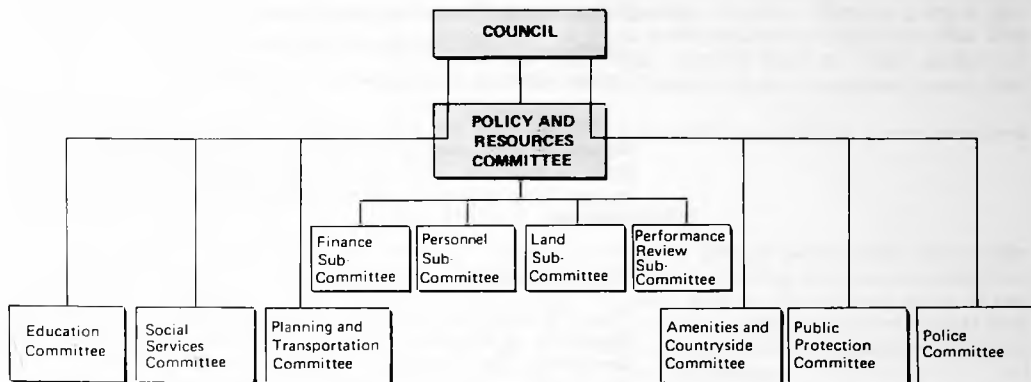 COUNCIL
POLICY AND
RESOURCES
COMMITTEE
Finance
Sub-
Committee
Personnel
Sub-
Committee
Land
Sub-
Committee
Performance
Review
Sub-
Committee
Education
Committee
Social
Services
Committee
Planning and
Transportation
Committee
Amenities and
Countryside
Committee
Public
Protection
Committee
Police
Committee